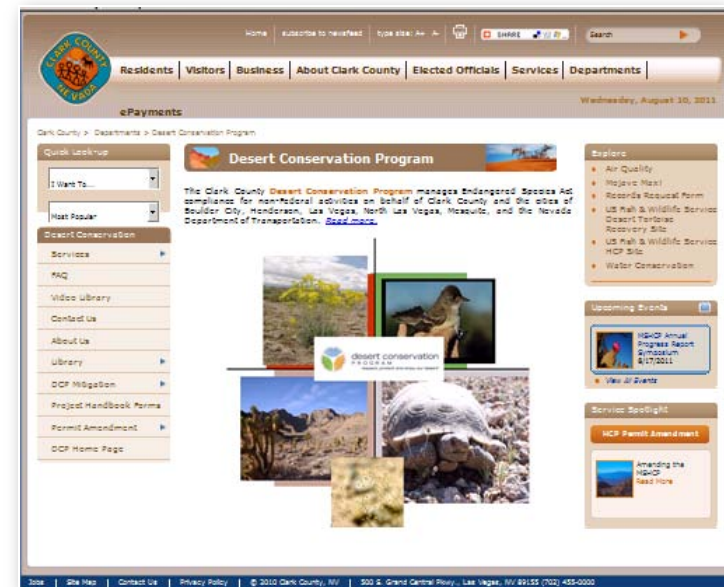 Home | subscribe to newsfeed | type size: A+ A- | SHARE
Search
CLARK COUNTY
NEVADA
Residents | Visitors | Business | About Clark County | Elected Officials | Services | Departments |
ePayments
Wednesday, August 10, 2011
Clark County > Departments > Desert Conservation Program
Quick Look-up
I Want To...
Most Popular
Desert Conservation
Services
FAQ
Video Library
Contact Us
About Us
Library
DCP Mitigation
Project Handbook Forms
Permit Amendment
DCP Home Page
Desert Conservation Program
The Clark County Desert Conservation Program manages Endangered Species Act
compliance for non-federal activities on behalf of Clark County and the cities of
Boulder City, Henderson, Las Vegas, North Las Vegas, Mesquite, and the Nevada
Department of Transportation. Read more.
desert conservation
PROGRAM
respect, protect and enjoy our desert!
Explore
Air Quality
Mojave Maxi
Records Request Form
US Fish & Wildlife Service
Desert Tortoise
Recovery Site
US Fish & Wildlife Service
HCP Site
Water Conservation
Upcoming Events
MSHCP Annual
Progress Report
Symposium
8/17/2011
View All Events
Service Spotlight
HCP Permit Amendment
Amending the
MSHCP
Read More
Jobs | Site Map | Contact Us | Privacy Policy | © 2010 Clark County, NV | 500 S. Grand Central Pkwy., Las Vegas, NV 89155 (702) 455-0000